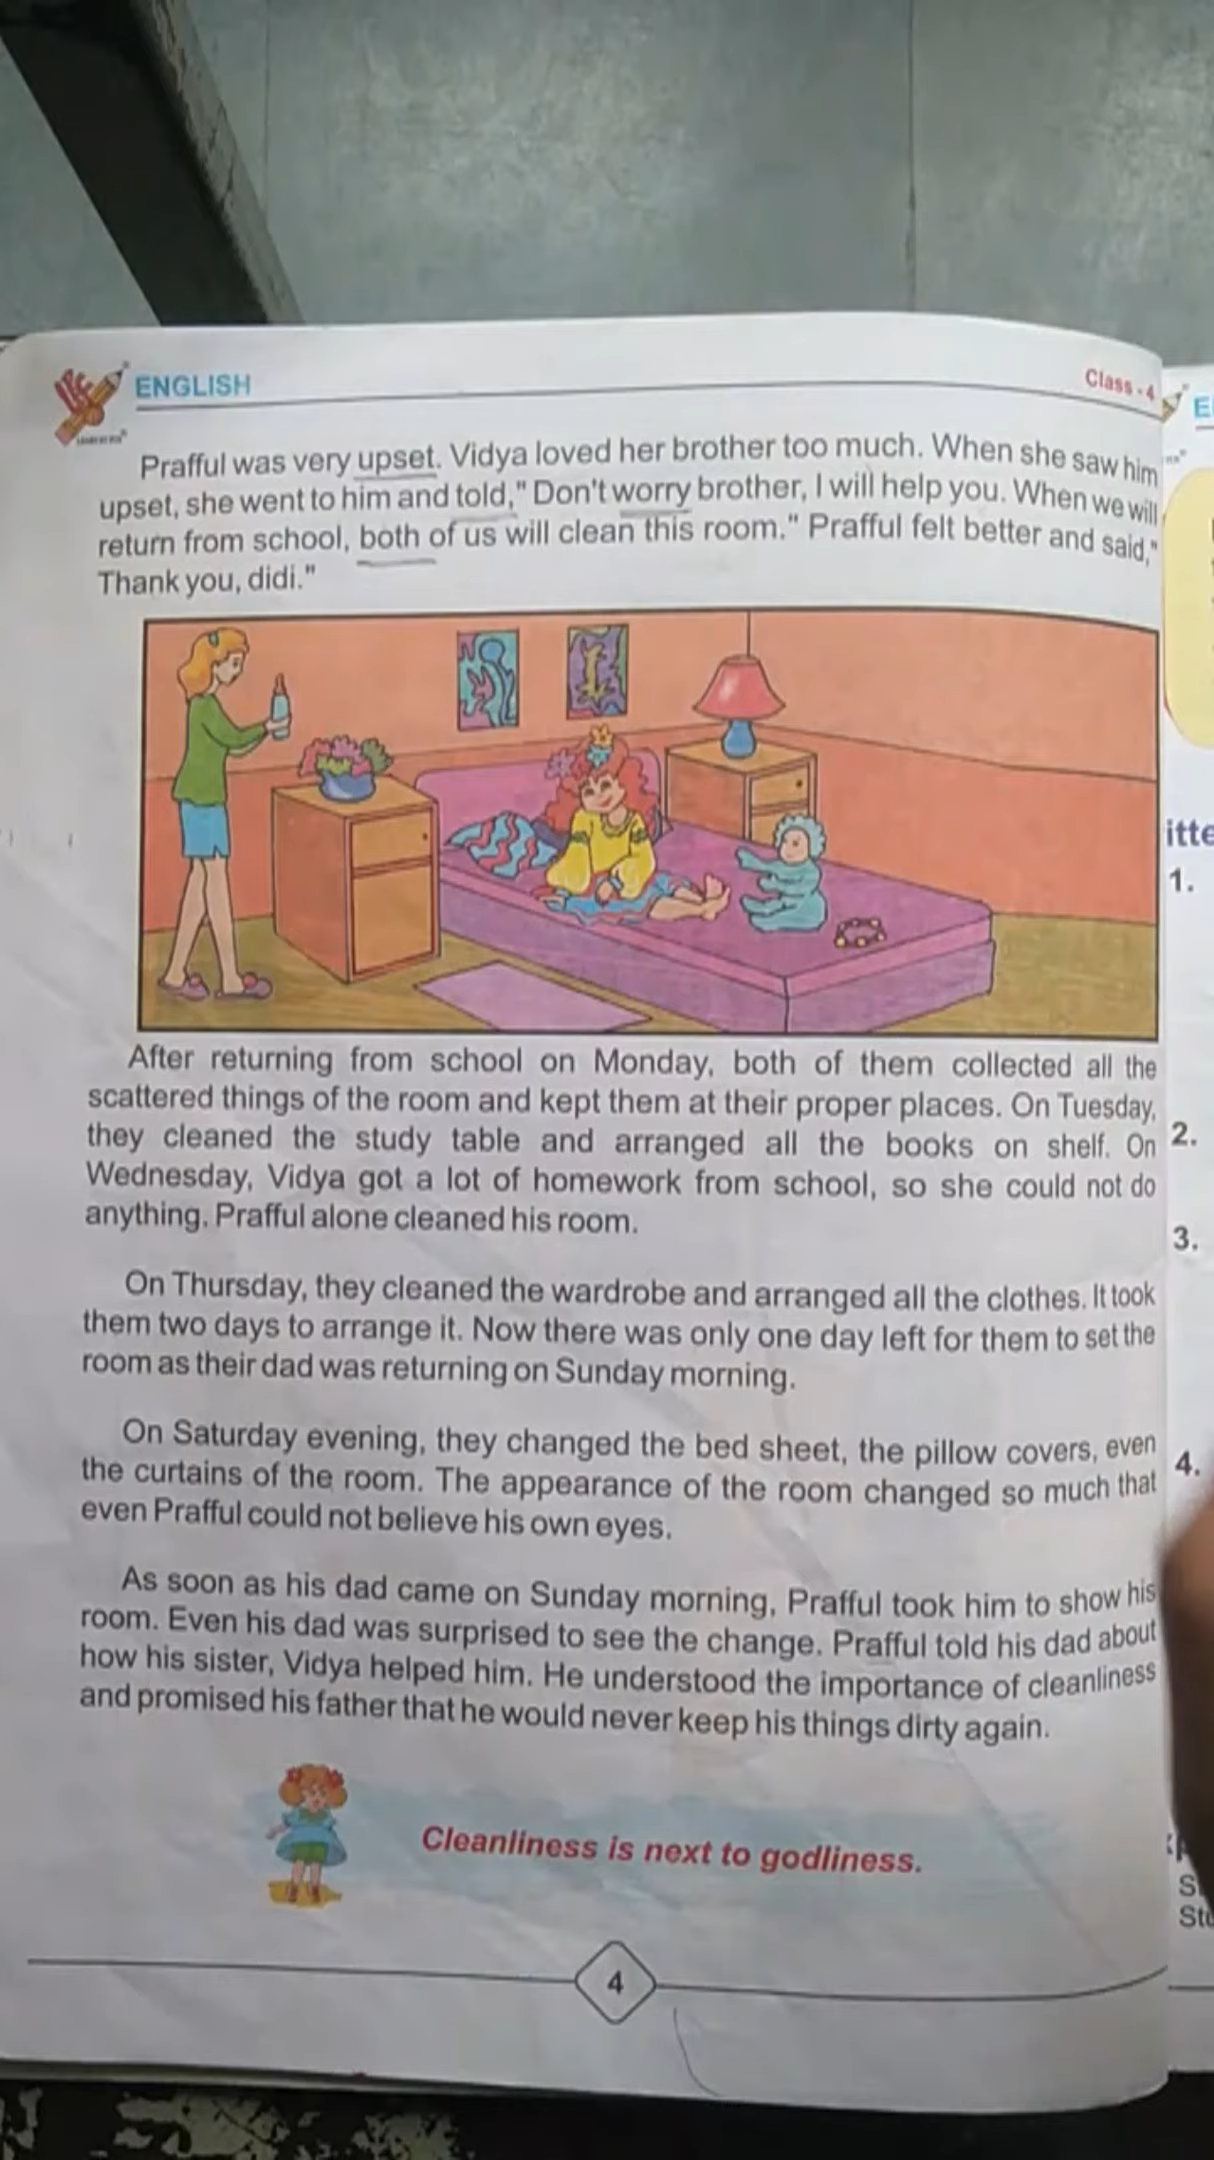 ENGLISH
Class - 4
Prafful was very upset. Vidya loved her brother too much. When she saw him
upset, she went to him and told," Don't worry brother, I will help you. When we will
return from school, both of us will clean this room." Prafful felt better and said,"
Thank you, didi."
After returning from school on Monday, both of them collected all the
scattered things of the room and kept them at their proper places. On Tuesday,
they cleaned the study table and arranged all the books on shelf. On
Wednesday, Vidya got a lot of homework from school, so she could not do
anything. Prafful alone cleaned his room.
On Thursday, they cleaned the wardrobe and arranged all the clothes. It took
them two days to arrange it. Now there was only one day left for them to set the
room as their dad was returning on Sunday morning.
On Saturday evening, they changed the bed sheet, the pillow covers, even
the curtains of the room. The appearance of the room changed so much that
even Prafful could not believe his own eyes.
As soon as his dad came on Sunday morning, Prafful took him to show his
room. Even his dad was surprised to see the change. Prafful told his dad about
how his sister, Vidya helped him. He understood the importance of cleanliness
and promised his father that he would never keep his things dirty again.
Cleanliness is next to godliness.
4
1.
2.
3.
4.